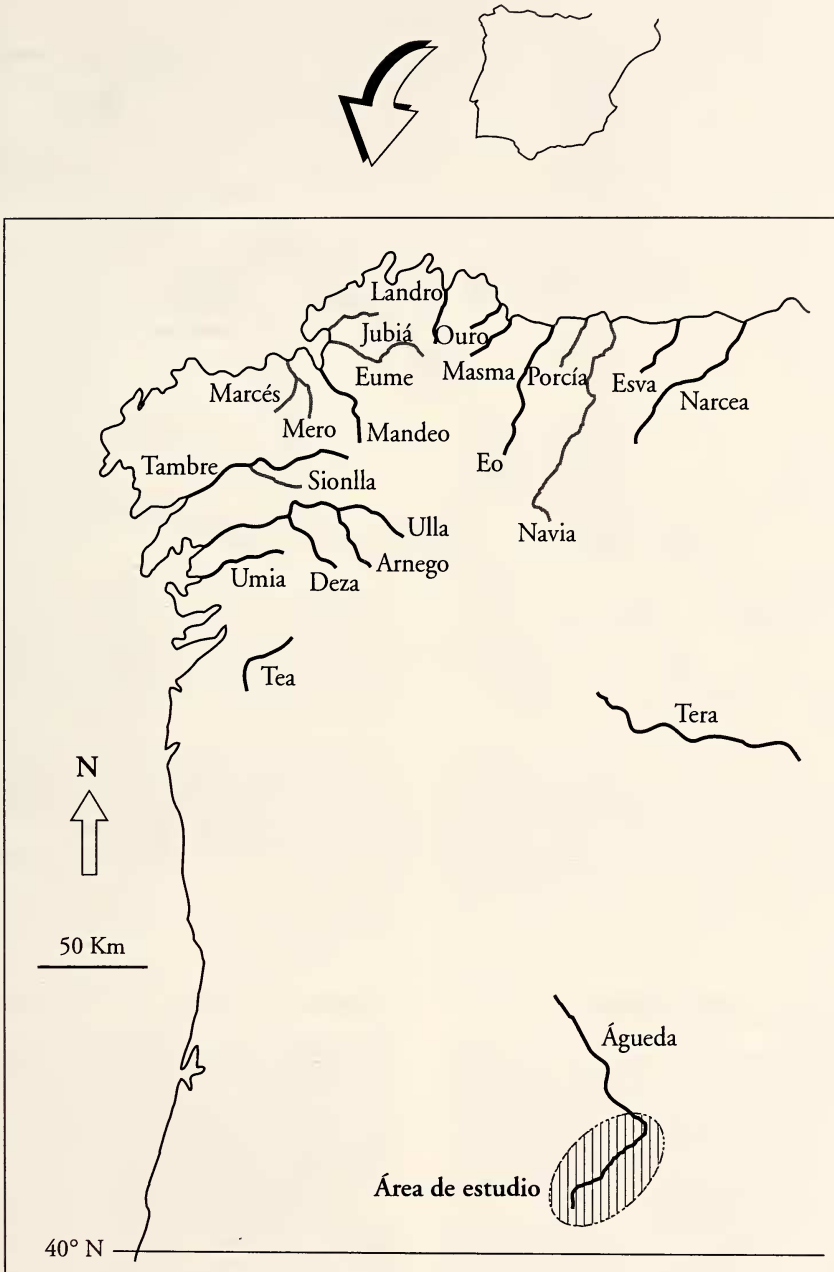 Landro
Jubiá
Ouro
Eume
Masma
Porcía
Esva
Marcés
Narcea
Mero
Mandeo
Eo
Tambre
Sionlla
Ulla
Navia
Umia
Deza
Arnego
Tea
Tera
N
50 Km
Águeda
Área de estudio
40° N